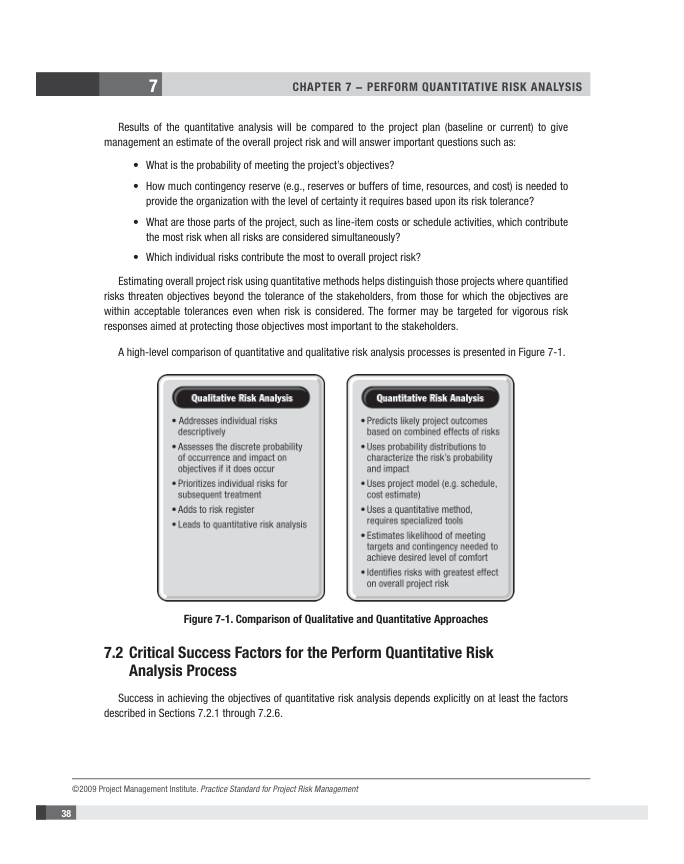 7
CHAPTER 7 – PERFORM QUANTITATIVE RISK ANALYSIS
Results of the quantitative analysis will be compared to the project plan (baseline or current) to give
management an estimate of the overall project risk and will answer important questions such as:
• What is the probability of meeting the project's objectives?
• How much contingency reserve (e.g., reserves or buffers of time, resources, and cost) is needed to
provide the organization with the level of certainty it requires based upon its risk tolerance?
• What are those parts of the project, such as line-item costs or schedule activities, which contribute
the most risk when all risks are considered simultaneously?
• Which individual risks contribute the most to overall project risk?
Estimating overall project risk using quantitative methods helps distinguish those projects where quantified
risks threaten objectives beyond the tolerance of the stakeholders, from those for which the objectives are
within acceptable tolerances even when risk is considered. The former may be targeted for vigorous risk
responses aimed at protecting those objectives most important to the stakeholders.
A high-level comparison of quantitative and qualitative risk analysis processes is presented in Figure 7-1.
Qualitative Risk Analysis
• Addresses individual risks
descriptively
• Assesses the discrete probability
of occurrence and impact on
objectives if it does occur
• Prioritizes individual risks for
subsequent treatment
• Adds to risk register
• Leads to quantitative risk analysis
Quantitative Risk Analysis
• Predicts likely project outcomes
based on combined effects of risks
• Uses probability distributions to
characterize the risk's probability
and impact
• Uses project model (e.g. schedule,
cost estimate)
• Uses a quantitative method,
requires specialized tools
• Estimates likelihood of meeting
targets and contingency needed to
achieve desired level of comfort
• Identifies risks with greatest effect
on overall project risk
Figure 7-1. Comparison of Qualitative and Quantitative Approaches
7.2 Critical Success Factors for the Perform Quantitative Risk
Analysis Process
Success in achieving the objectives of quantitative risk analysis depends explicitly on at least the factors
described in Sections 7.2.1 through 7.2.6.
©2009 Project Management Institute. Practice Standard for Project Risk Management
38